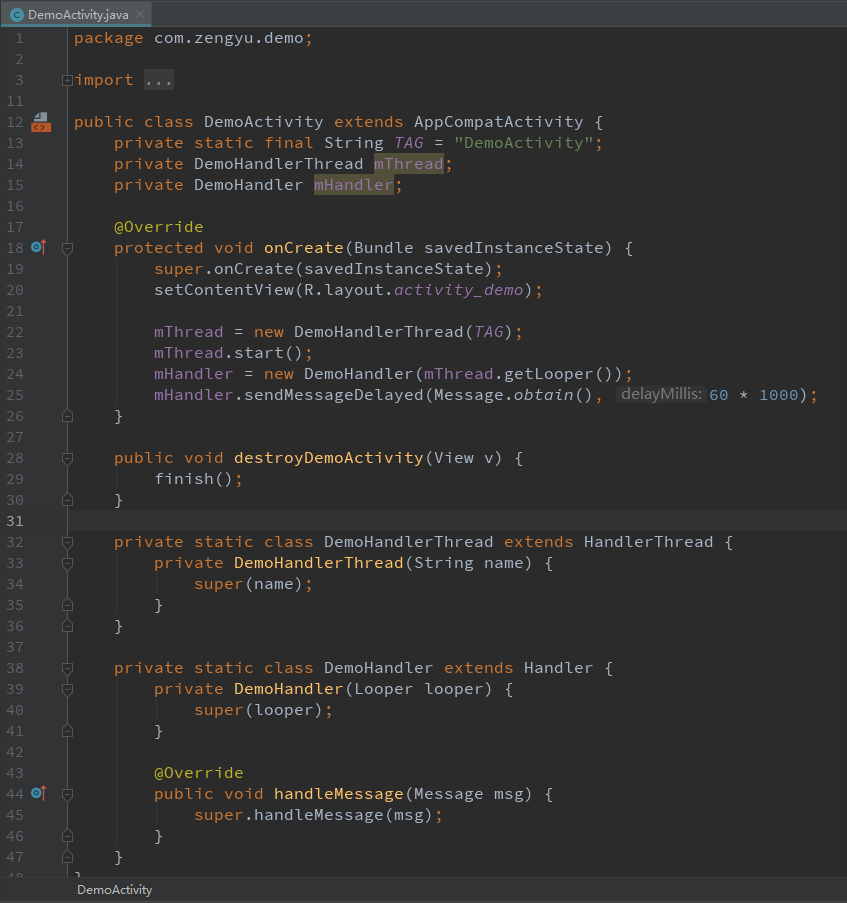 DemoActivity.java
1 package com.zengyu.demo;
2
3 import ...
11
12 public class DemoActivity extends AppCompatActivity {
13     private static final String TAG = "DemoActivity";
14     private DemoHandlerThread mThread;
15     private DemoHandler mHandler;
16
17     @Override
18     protected void onCreate(Bundle savedInstanceState) {
19         super.onCreate(savedInstanceState);
20         setContentView(R.layout.activity_demo);
21
22         mThread = new DemoHandlerThread(TAG);
23         mThread.start();
24         mHandler = new DemoHandler(mThread.getLooper());
25         mHandler.sendMessageDelayed(Message.obtain(), delayMillis: 60 * 1000);
26     }
27
28     public void destroyDemoActivity(View v) {
29         finish();
30     }
31
32     private static class DemoHandlerThread extends HandlerThread {
33         private DemoHandlerThread(String name) {
34             super(name);
35         }
36     }
37
38     private static class DemoHandler extends Handler {
39         private DemoHandler(Looper looper) {
40             super(looper);
41         }
42
43         @Override
44         public void handleMessage(Message msg) {
45             super.handleMessage(msg);
46         }
47     }
48 }
DemoActivity